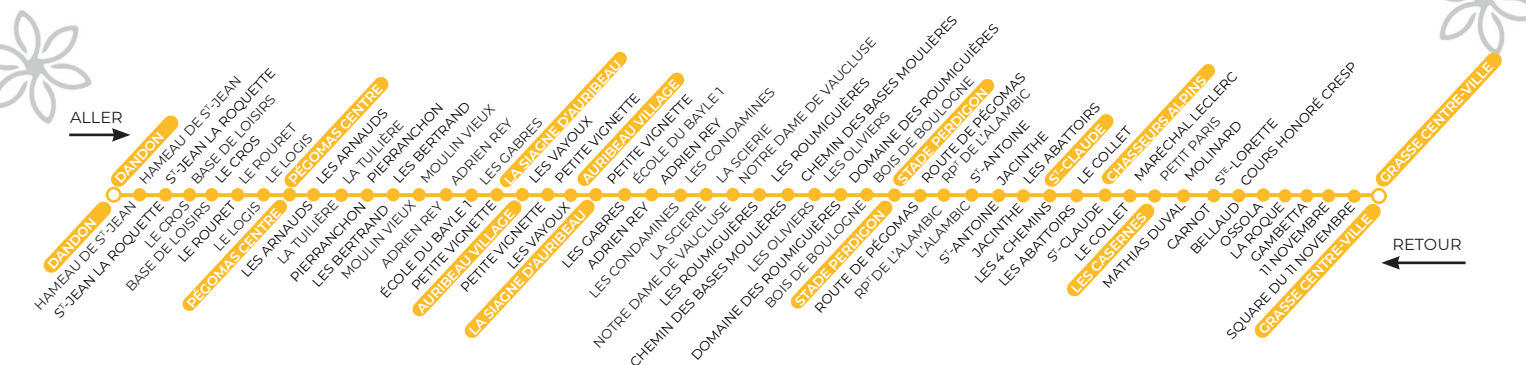 ALLER
DANDON
HAMEAU DE Sᵀ-JEAN
Sᵀ-JEAN LA ROQUETTE
BASE DE LOISIRS
LE CROS
LE ROURET
LE LOGIS
PÉGOMAS CENTRE
LES ARNAUDS
LA TUILIÈRE
PIERRANCHON
LES BERTRAND
MOULIN VIEUX
ADRIEN REY
LES GABRES
LA SIAGNE D'AURIBEAU
LES VAYOUX
PETITE VIGNETTE
AURIBEAU VILLAGE
PETITE VIGNETTE
ÉCOLE DU BAYLE 1
ADRIEN REY
LES CONDAMINES
LA SCIERIE
NOTRE DAME DE VAUCLUSE
LES ROUMIGUIÈRES
CHEMIN DES BASES MOULIÈRES
LES OLIVIERS
DOMAINE DES ROUMIGUIÈRES
BOIS DE BOULOGNE
STADE PERDIGON
ROUTE DE PÉGOMAS
RPᵀ DE L'ALAMBIC
Sᵀ-ANTOINE
JACINTHE
LES ABATTOIRS
Sᵀ-CLAUDE
LE COLLET
CHASSEURS ALPINS
MARÉCHAL LECLERC
PETIT PARIS
MOLINARD
Sᵀᴱ-LORETTE
COURS HONORÉ CRESP
GRASSE CENTRE-VILLE
DANDON
HAMEAU DE Sᵀ-JEAN
Sᵀ-JEAN LA ROQUETTE
LE CROS
BASE DE LOISIRS
LE ROURET
LE LOGIS
PÉGOMAS CENTRE
LES ARNAUDS
LA TUILIÈRE
PIERRANCHON
LES BERTRAND
MOULIN VIEUX
ADRIEN REY
ÉCOLE DU BAYLE 1
PETITE VIGNETTE
AURIBEAU VILLAGE
PETITE VIGNETTE
LES VAYOUX
LA SIAGNE D'AURIBEAU
LES GABRES
ADRIEN REY
LES CONDAMINES
LA SCIERIE
NOTRE DAME DE VAUCLUSE
LES ROUMIGUIÈRES
CHEMIN DES BASES MOULIÈRES
LES OLIVIERS
DOMAINE DES ROUMIGUIÈRES
BOIS DE BOULOGNE
STADE PERDIGON
ROUTE DE PÉGOMAS
RPᵀ DE L'ALAMBIC
L'ALAMBIC
Sᵀ-ANTOINE
JACINTHE
LES 4 CHEMINS
LES ABATTOIRS
Sᵀ-CLAUDE
LE COLLET
LES CASERNES
MATHIAS DUVAL
CARNOT
BELLAUD
OSSOLA
LA ROQUE
GAMBETTA
11 NOVEMBRE
SQUARE DU 11 NOVEMBRE
GRASSE CENTRE-VILLE
RETOUR